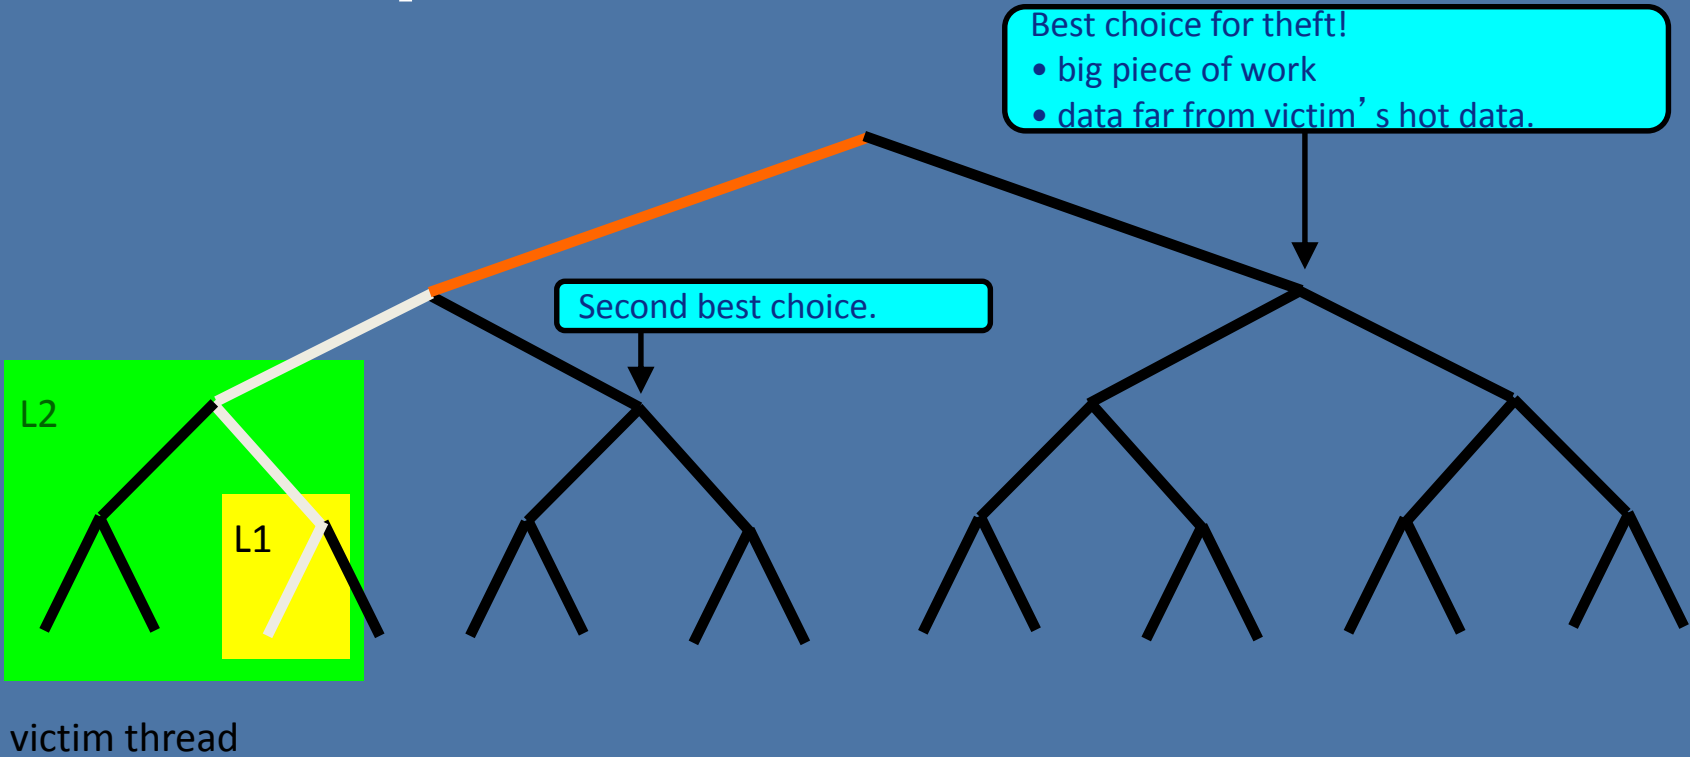 Best choice for theft!
• big piece of work
• data far from victim’s hot data.
Second best choice.
L2
L1
victim thread